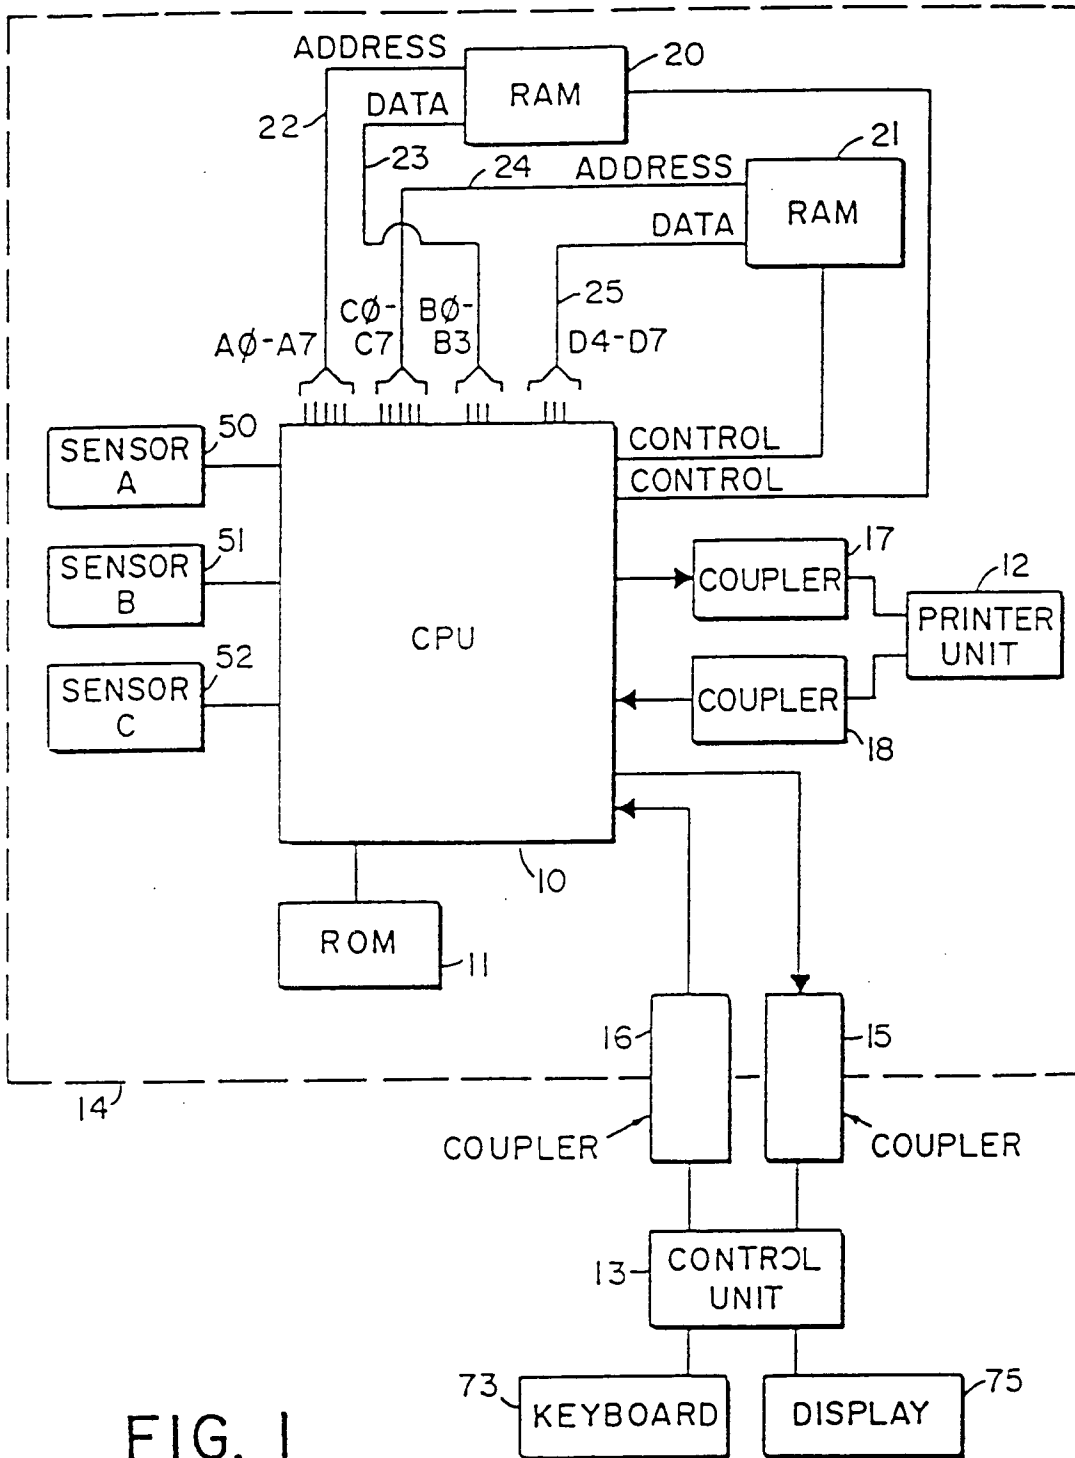 ADDRESS
20
RAM
DATA
22
21
23
24
ADDRESS
RAM
DATA
25
CØ-
C7
BØ-
B3
AØ-A7
D4-D7
50
SENSOR
A
CONTROL
CONTROL
51
SENSOR
B
17
COUPLER
12
PRINTER
UNIT
CPU
52
SENSOR
C
COUPLER
18
10
ROM
11
16
15
14
COUPLER
COUPLER
13
CONTROL
UNIT
73
KEYBOARD
DISPLAY
75
FIG. 1